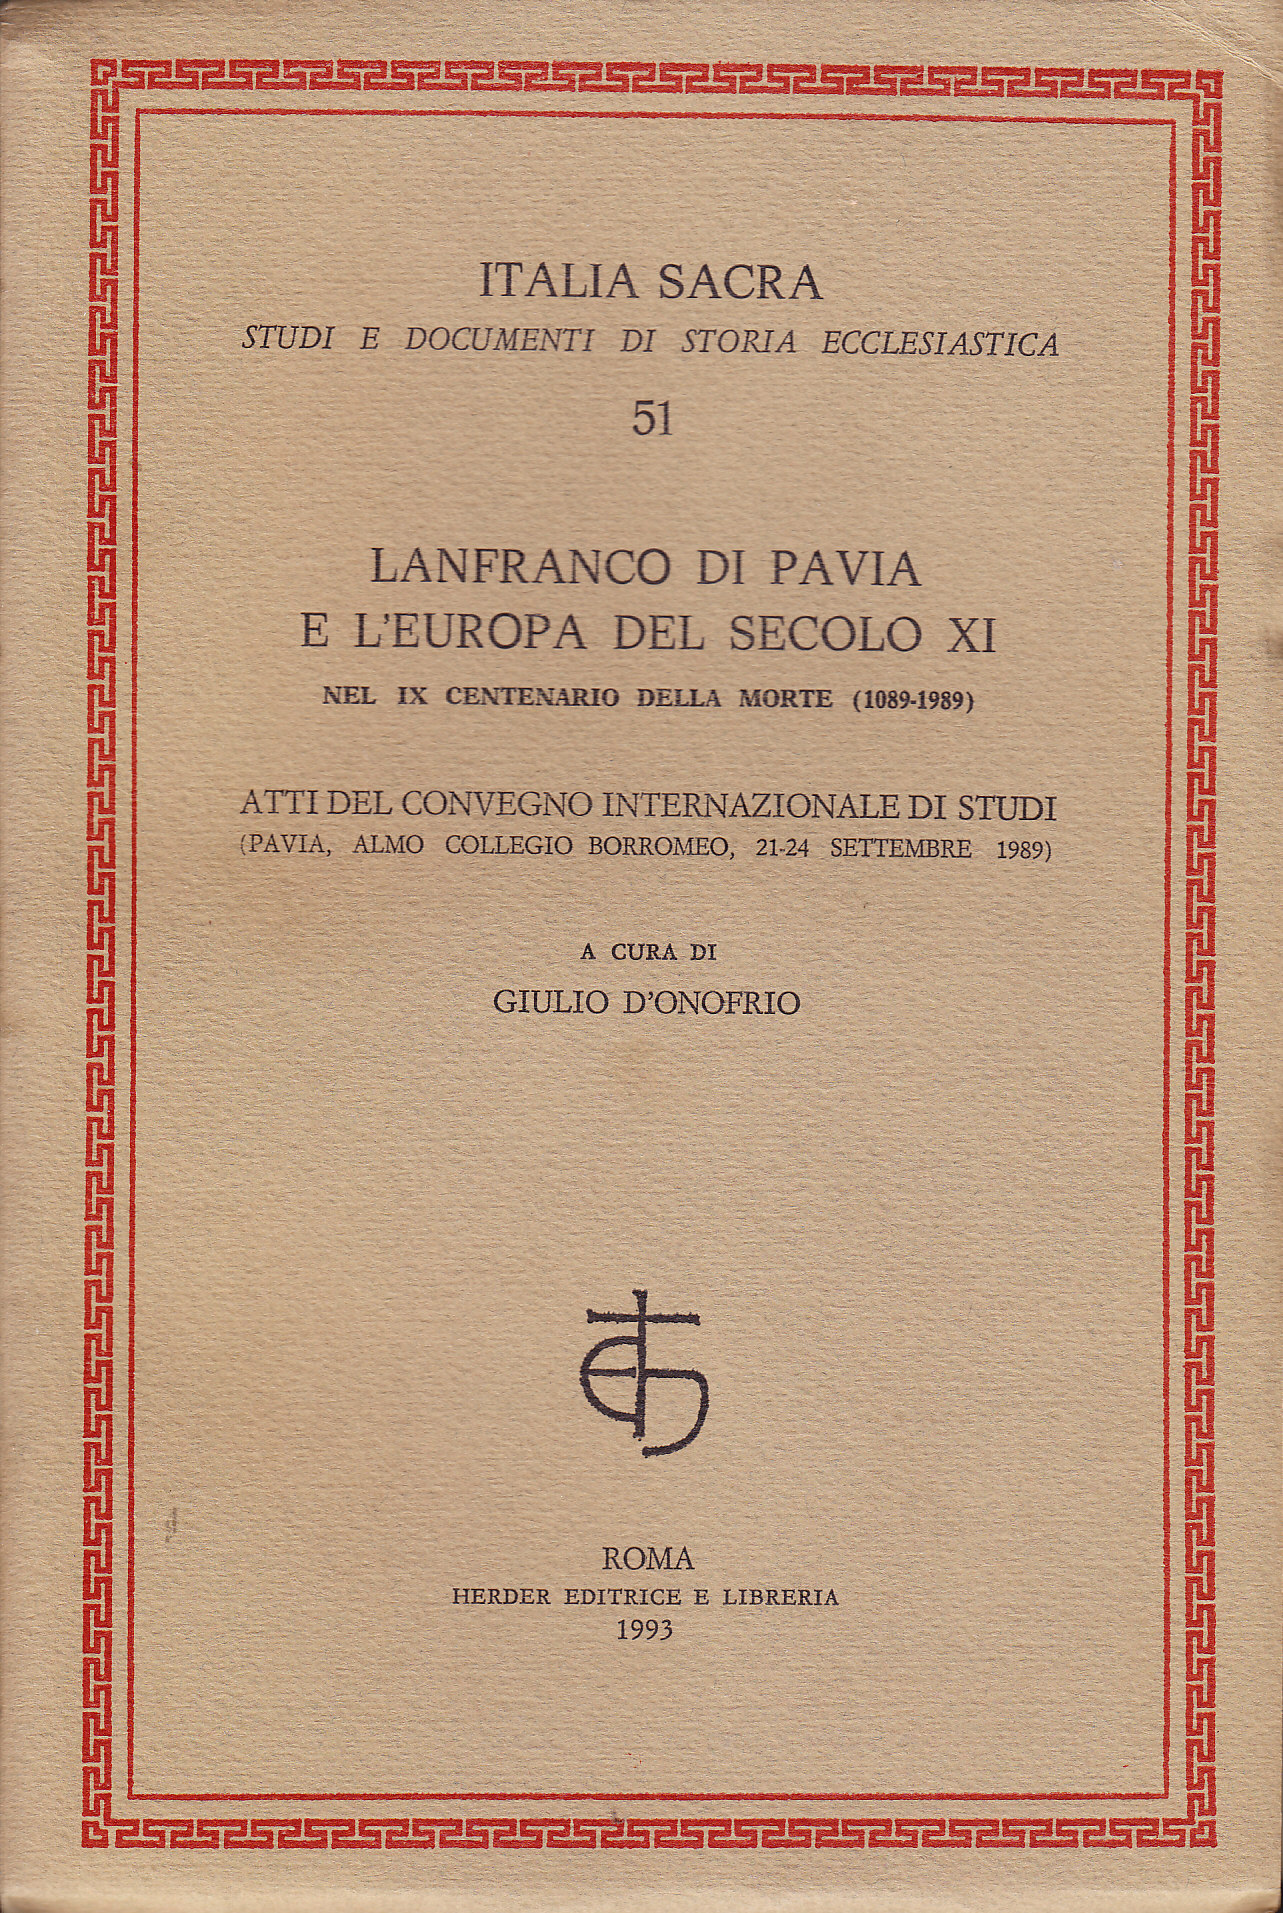 ITALIA SACRA
STUDI E DOCUMENTI DI STORIA ECCLESIASTICA
51
LANFRANCO DI PAVIA
E L'EUROPA DEL SECOLO XI
NEL IX CENTENARIO DELLA MORTE (1089-1989)
ATTI DEL CONVEGNO INTERNAZIONALE DI STUDI
(PAVIA, ALMO COLLEGIO BORROMEO, 21-24 SETTEMBRE 1989)
A CURA DI
GIULIO D'ONOFRIO
ROMA
HERDER EDITRICE E LIBRERIA
1993